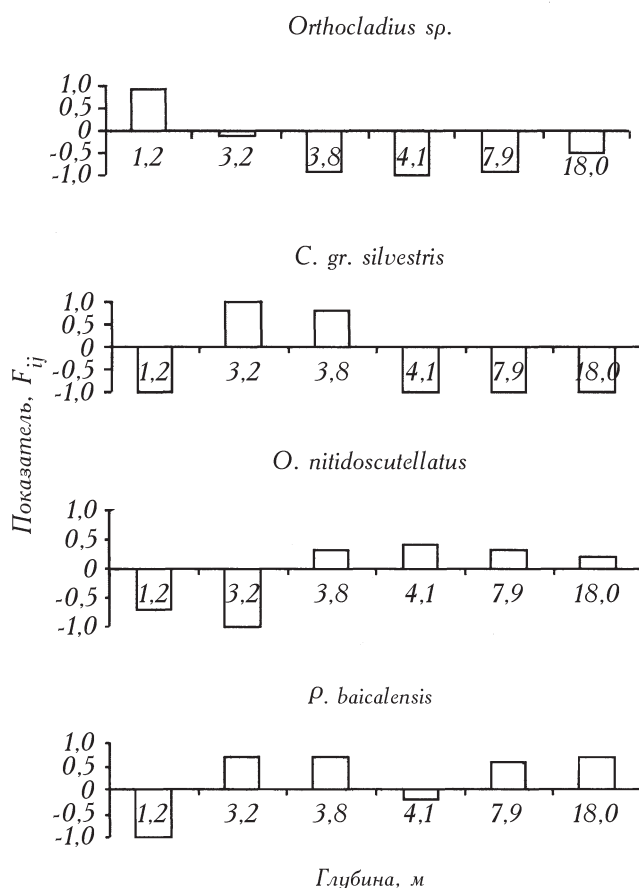 Orthocladius sp.
1,0
0,5
0
-0,5
-1,0
1,2 3,2 3,8 4,1 7,9 18,0
C. gr. silvestris
1,0
0,5
0
-0,5
-1,0
1,2 3,2 3,8 4,1 7,9 18,0
Показатель, Fij
O. nitidoscutellatus
1,0
0,5
0
-0,5
-1,0
1,2 3,2 3,8 4,1 7,9 18,0
P. baicalensis
1,0
0,5
0
-0,5
-1,0
1,2 3,2 3,8 4,1 7,9 18,0
Глубина, м